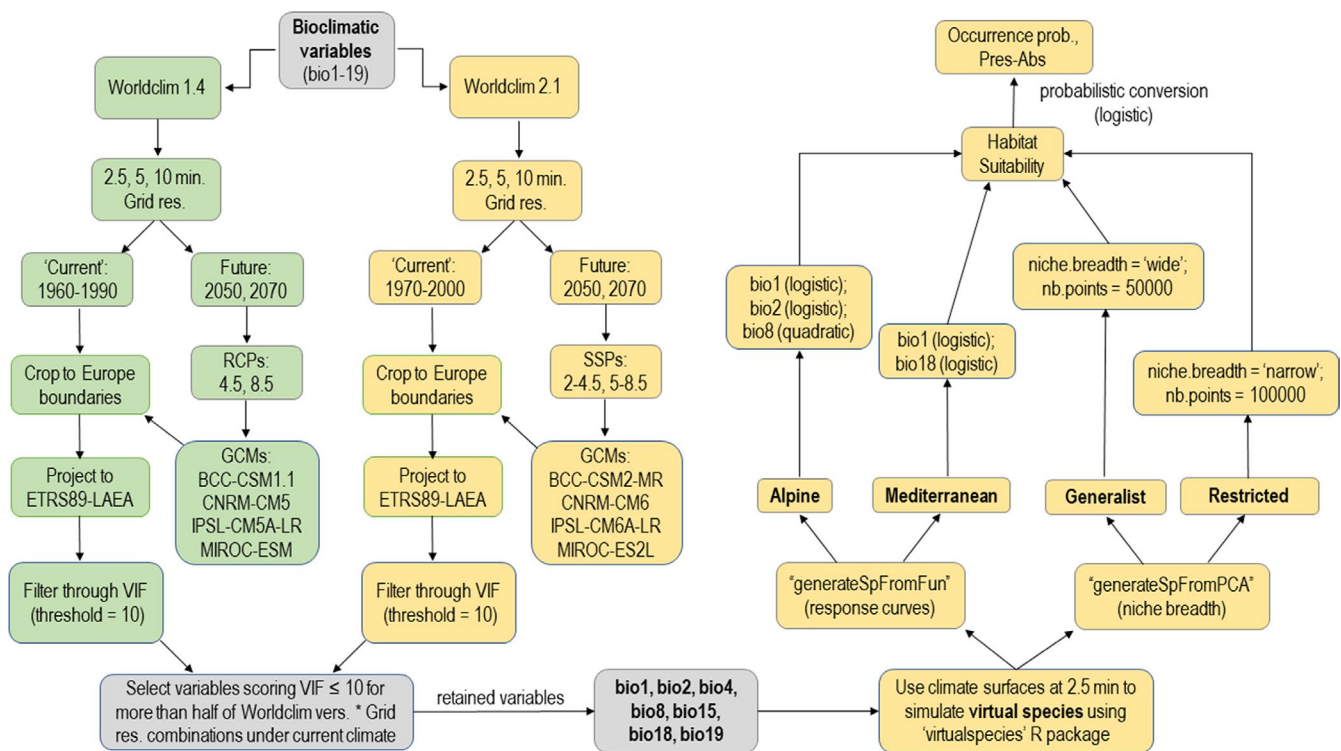 Bioclimatic
variables
(bio1-19)
Worldclim 1.4
Worldclim 2.1
2.5, 5, 10 min.
Grid res.
2.5, 5, 10 min.
Grid res.
'Current':
1960-1990
Future:
2050, 2070
'Current':
1970-2000
Future:
2050, 2070
RCPs:
4.5, 8.5
SSPs:
2-4.5, 5-8.5
Crop to Europe
boundaries
Crop to Europe
boundaries
GCMs:
BCC-CSM1.1
CNRM-CM5
IPSL-CM5A-LR
MIROC-ESM
GCMs:
BCC-CSM2-MR
CNRM-CM6
IPSL-CM6A-LR
MIROC-ES2L
Project to
ETRS89-LAEA
Project to
ETRS89-LAEA
Filter through VIF
(threshold = 10)
Filter through VIF
(threshold = 10)
Select variables scoring VIF ≤ 10 for
more than half of Worldclim vers. * Grid
res. combinations under current climate
retained variables
bio1, bio2, bio4,
bio8, bio15,
bio18, bio19
Use climate surfaces at 2.5 min to
simulate virtual species using
'virtualspecies' R package
"generateSpFromFun"
(response curves)
"generateSpFromPCA"
(niche breadth)
Alpine
Mediterranean
Generalist
Restricted
bio1 (logistic);
bio2 (logistic);
bio8 (quadratic)
bio1 (logistic);
bio18 (logistic)
niche.breadth = 'wide';
nb.points = 50000
niche.breadth = 'narrow';
nb.points = 100000
Habitat
Suitability
probabilistic conversion
(logistic)
Occurrence prob.,
Pres-Abs